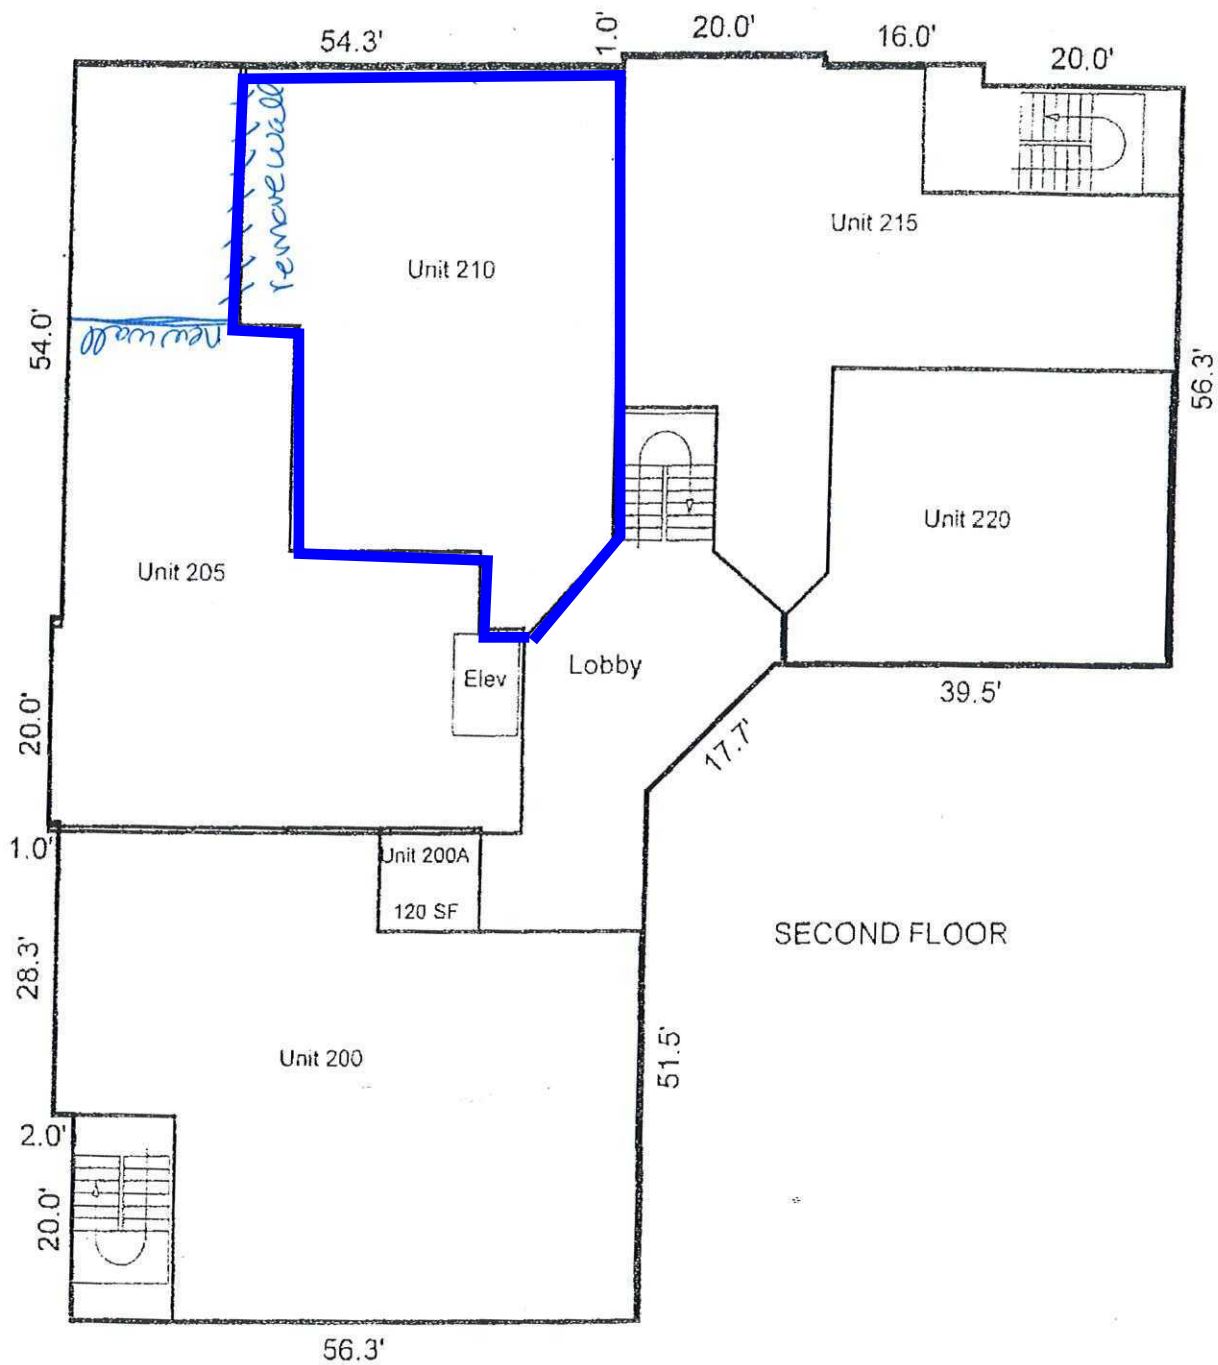 54.3'
1.0'
20.0'
16.0'
20.0'
remove wall
Unit 215
Unit 210
new wall
54.0'
56.3'
Unit 220
Unit 205
Lobby
Elev
39.5'
20.0'
17.7'
1.0'
Unit 200A
120 SF
SECOND FLOOR
28.3'
Unit 200
51.5'
2.0'
20.0'
56.3'